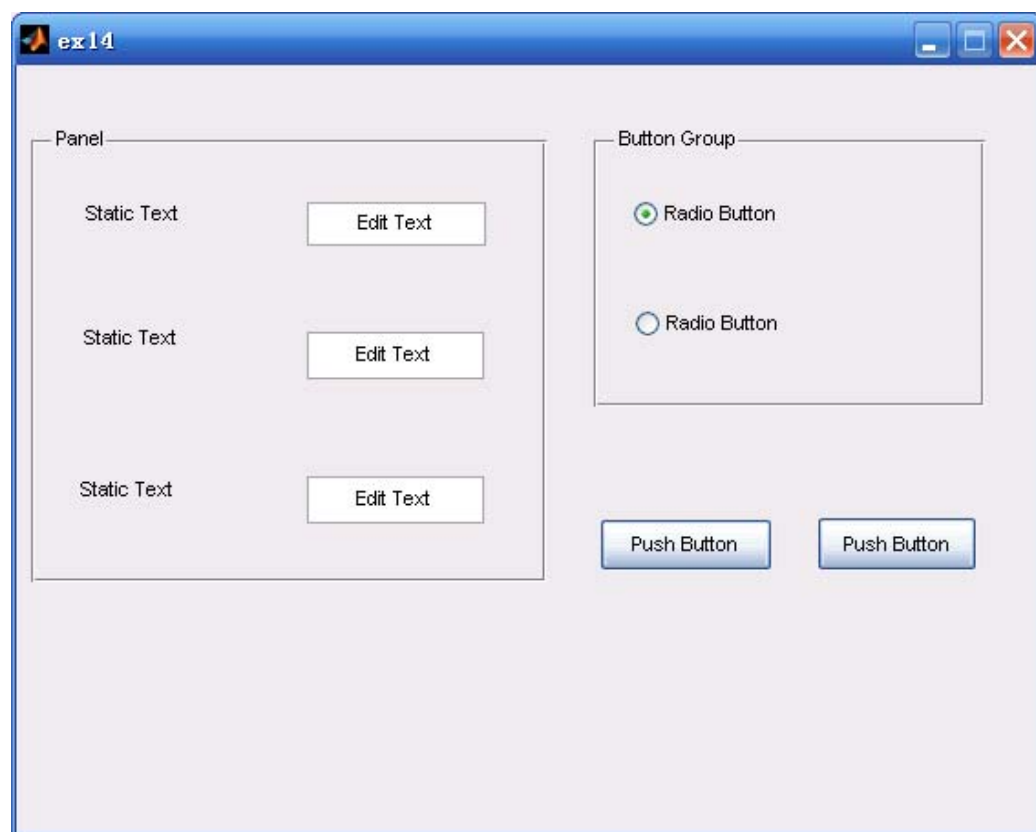 ex14
Panel
Static Text
Edit Text
Static Text
Edit Text
Static Text
Edit Text
Button Group
Radio Button
Radio Button
Push Button
Push Button